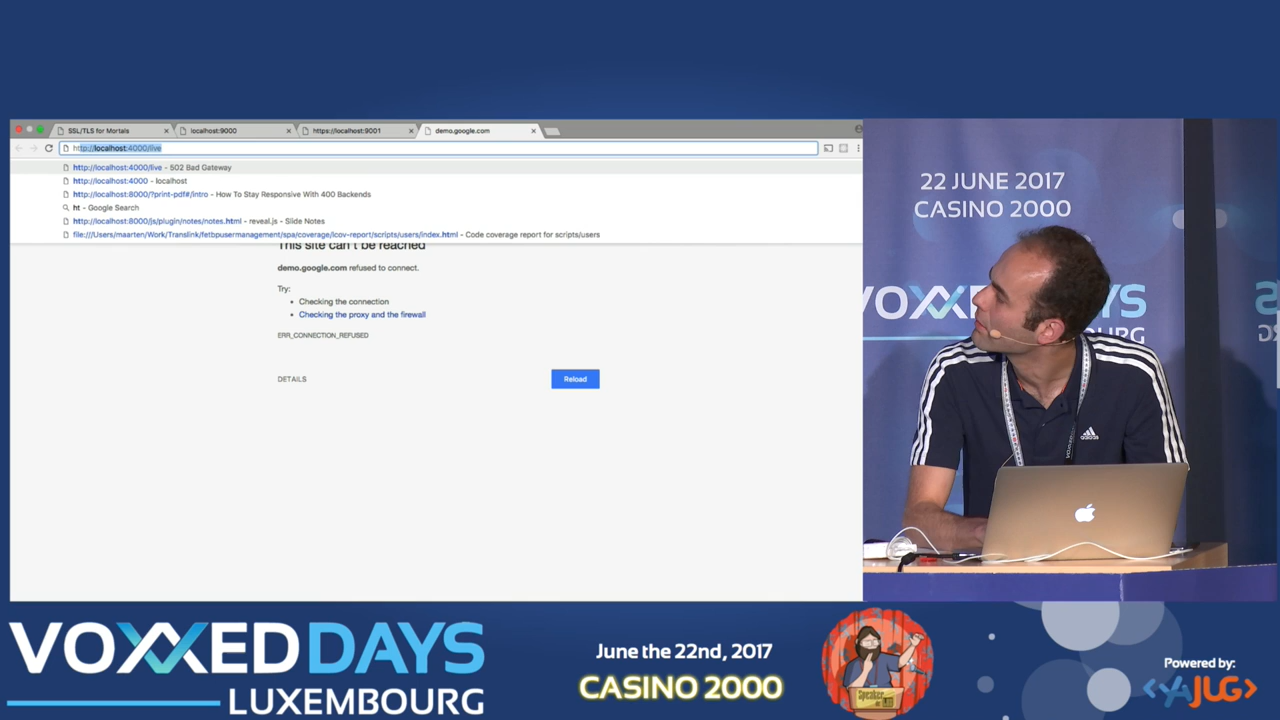 SSL/TLS for Mortals
localhost:9000
https://localhost:9001
demo.google.com
http://localhost:4000/live
http://localhost:4000/live - 502 Bad Gateway
http://localhost:4000 - localhost
http://localhost:8000/?print-pdf#/intro - How To Stay Responsive With 400 Backends
ht - Google Search
http://localhost:8000/js/plugin/notes/notes.html - reveal.js - Slide Notes
file:///Users/maarten/Work/Translink/fetbpusermanagement/spa/coverage/lcov-report/scripts/users/index.html - Code coverage report for scripts/users
This site can't be reached
demo.google.com refused to connect.
Try:
Checking the connection
Checking the proxy and the firewall
ERR_CONNECTION_REFUSED
DETAILS
Reload
22 JUNE 2017
CASINO 2000
VOXXED DAYS
adidas
VOXXED DAYS
LUXEMBOURG
June the 22nd, 2017
CASINO 2000
Speaker
Powered by:
YAJUG